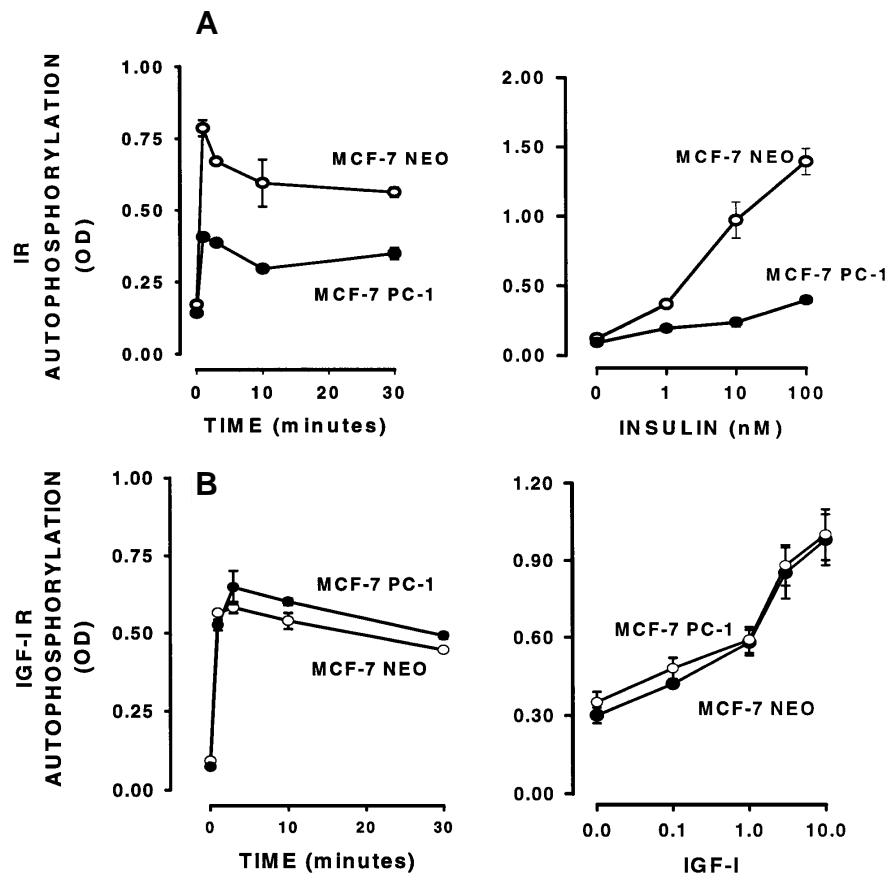 A
IR
AUTOPHOSPHORYLATION
(OD)
1.00
0.75
0.50
0.25
0.00
MCF-7 NEO
MCF-7 PC-1
0 10 20 30
TIME (minutes)
2.00
1.50
1.00
0.50
0.00
MCF-7 NEO
MCF-7 PC-1
0 1 10 100
INSULIN (nM)
B
IGF-I R
AUTOPHOSPHORYLATION
(OD)
1.00
0.75
0.50
0.25
0.00
MCF-7 PC-1
MCF-7 NEO
0 10 20 30
TIME (minutes)
1.20
0.90
0.60
0.30
0.00
MCF-7 PC-1
MCF-7 NEO
0.0 0.1 1.0 10.0
IGF-I